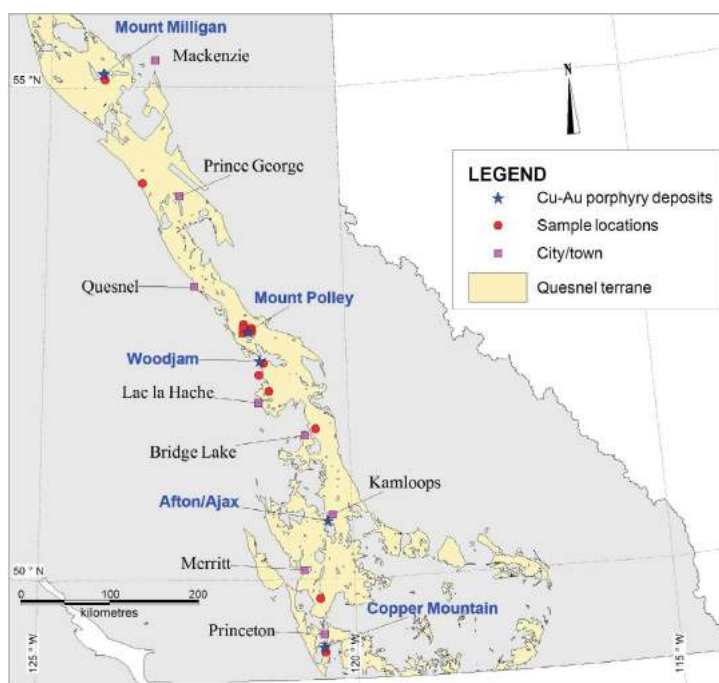 Mount Milligan
Mackenzie
55 °N
N
Prince George
LEGEND
Cu-Au porphyry deposits
Sample locations
City/town
Quesnel terrane
Quesnel
Mount Polley
Woodjam
Lac la Hache
Bridge Lake
Kamloops
Afton/Ajax
Merritt
50 ° N
0 100 200
kilometres
Copper Mountain
Princeton
125 ° W
120 ° W
115 ° W